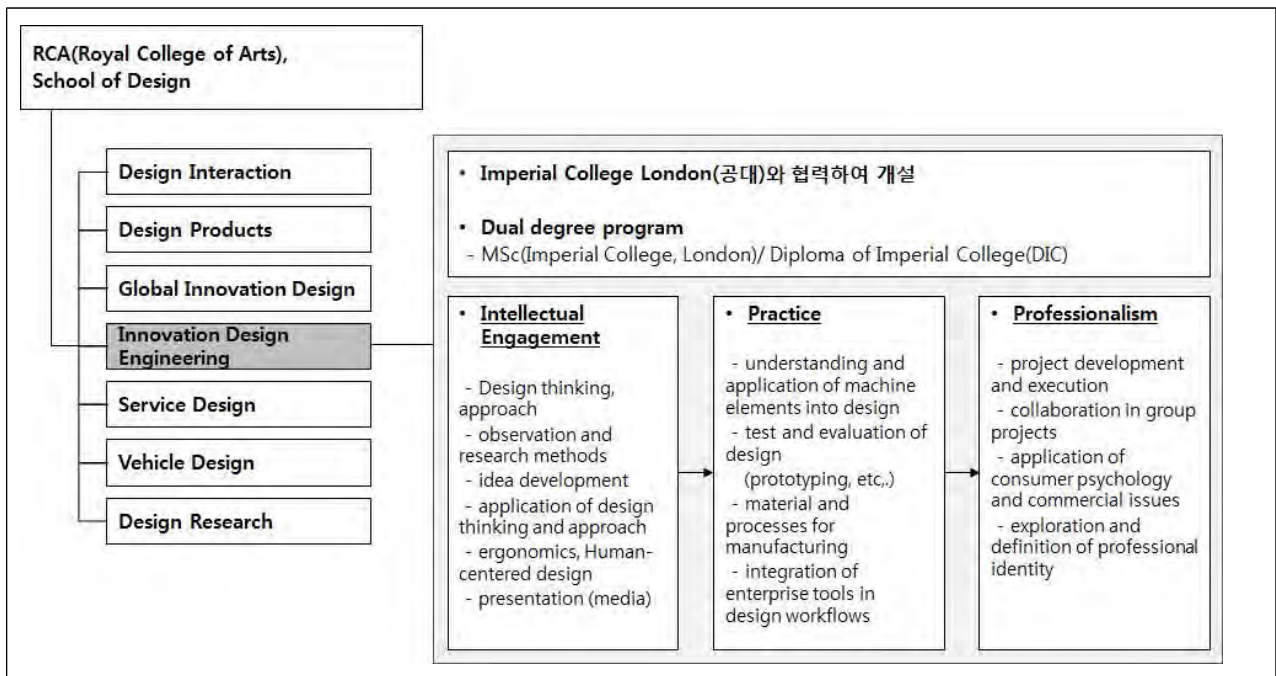 RCA(Royal College of Arts),
School of Design
Design Interaction
Design Products
Global Innovation Design
Innovation Design
Engineering
Service Design
Vehicle Design
Design Research
• Imperial College London(공대)와 협력하여 개설
• Dual degree program
- MSc(Imperial College, London)/ Diploma of Imperial College(DIC)
• Intellectual
Engagement
- Design thinking,
approach
- observation and
research methods
- idea development
- application of design
thinking and approach
- ergonomics, Human-
centered design
- presentation (media)
• Practice
- understanding and
application of machine
elements into design
- test and evaluation of
design
(prototyping, etc,.)
- material and
processes for
manufacturing
- integration of
enterprise tools in
design workflows
• Professionalism
- project development
and execution
- collaboration in group
projects
- application of
consumer psychology
and commercial issues
- exploration and
definition of professional
identity